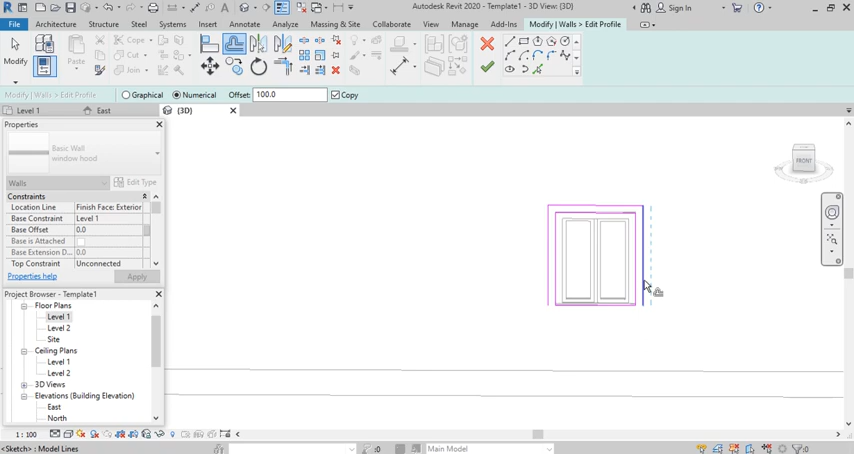 Autodesk Revit 2020 - Template1 - 3D View: {3D}
Sign In
File Architecture Structure Steel Systems Insert Annotate Analyze Massing & Site Collaborate View Manage Add-Ins Modify | Walls > Edit Profile
Modify
Paste
Cope
Cut
Join
Modify | Walls > Edit Profile Graphical Numerical Offset: 100.0 Copy
Level 1 East {3D}
Properties
Basic Wall
window hood
Walls Edit Type
Constraints
Location Line Finish Face: Exterior
Base Constraint Level 1
Base Offset 0.0
Base is Attached
Base Extension D... 0.0
Top Constraint Unconnected
Properties help Apply
Project Browser - Template1
Floor Plans
Level 1
Level 2
Site
Ceiling Plans
Level 1
Level 2
3D Views
Elevations (Building Elevation)
East
North
FRONT
1 : 100
<Sketch> : Model Lines :0 Main Model :0